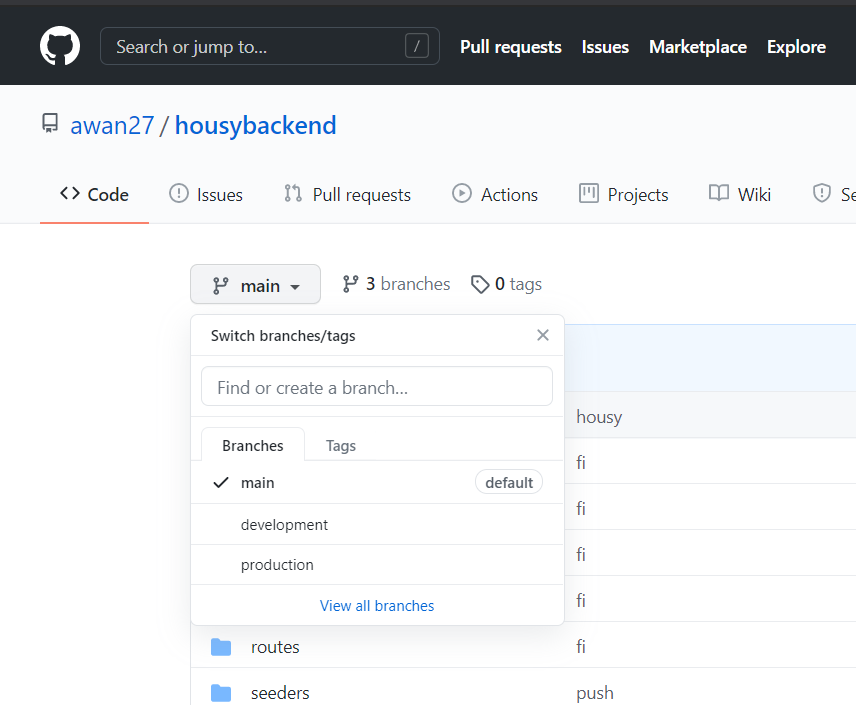 Search or jump to... / Pull requests Issues Marketplace Explore
awan27 / housybackend
Code Issues Pull requests Actions Projects Wiki
main 3 branches 0 tags
Switch branches/tags
Find or create a branch...
housy
Branches Tags
fi
main default
fi
development
fi
production
fi
View all branches
routes fi
seeders push